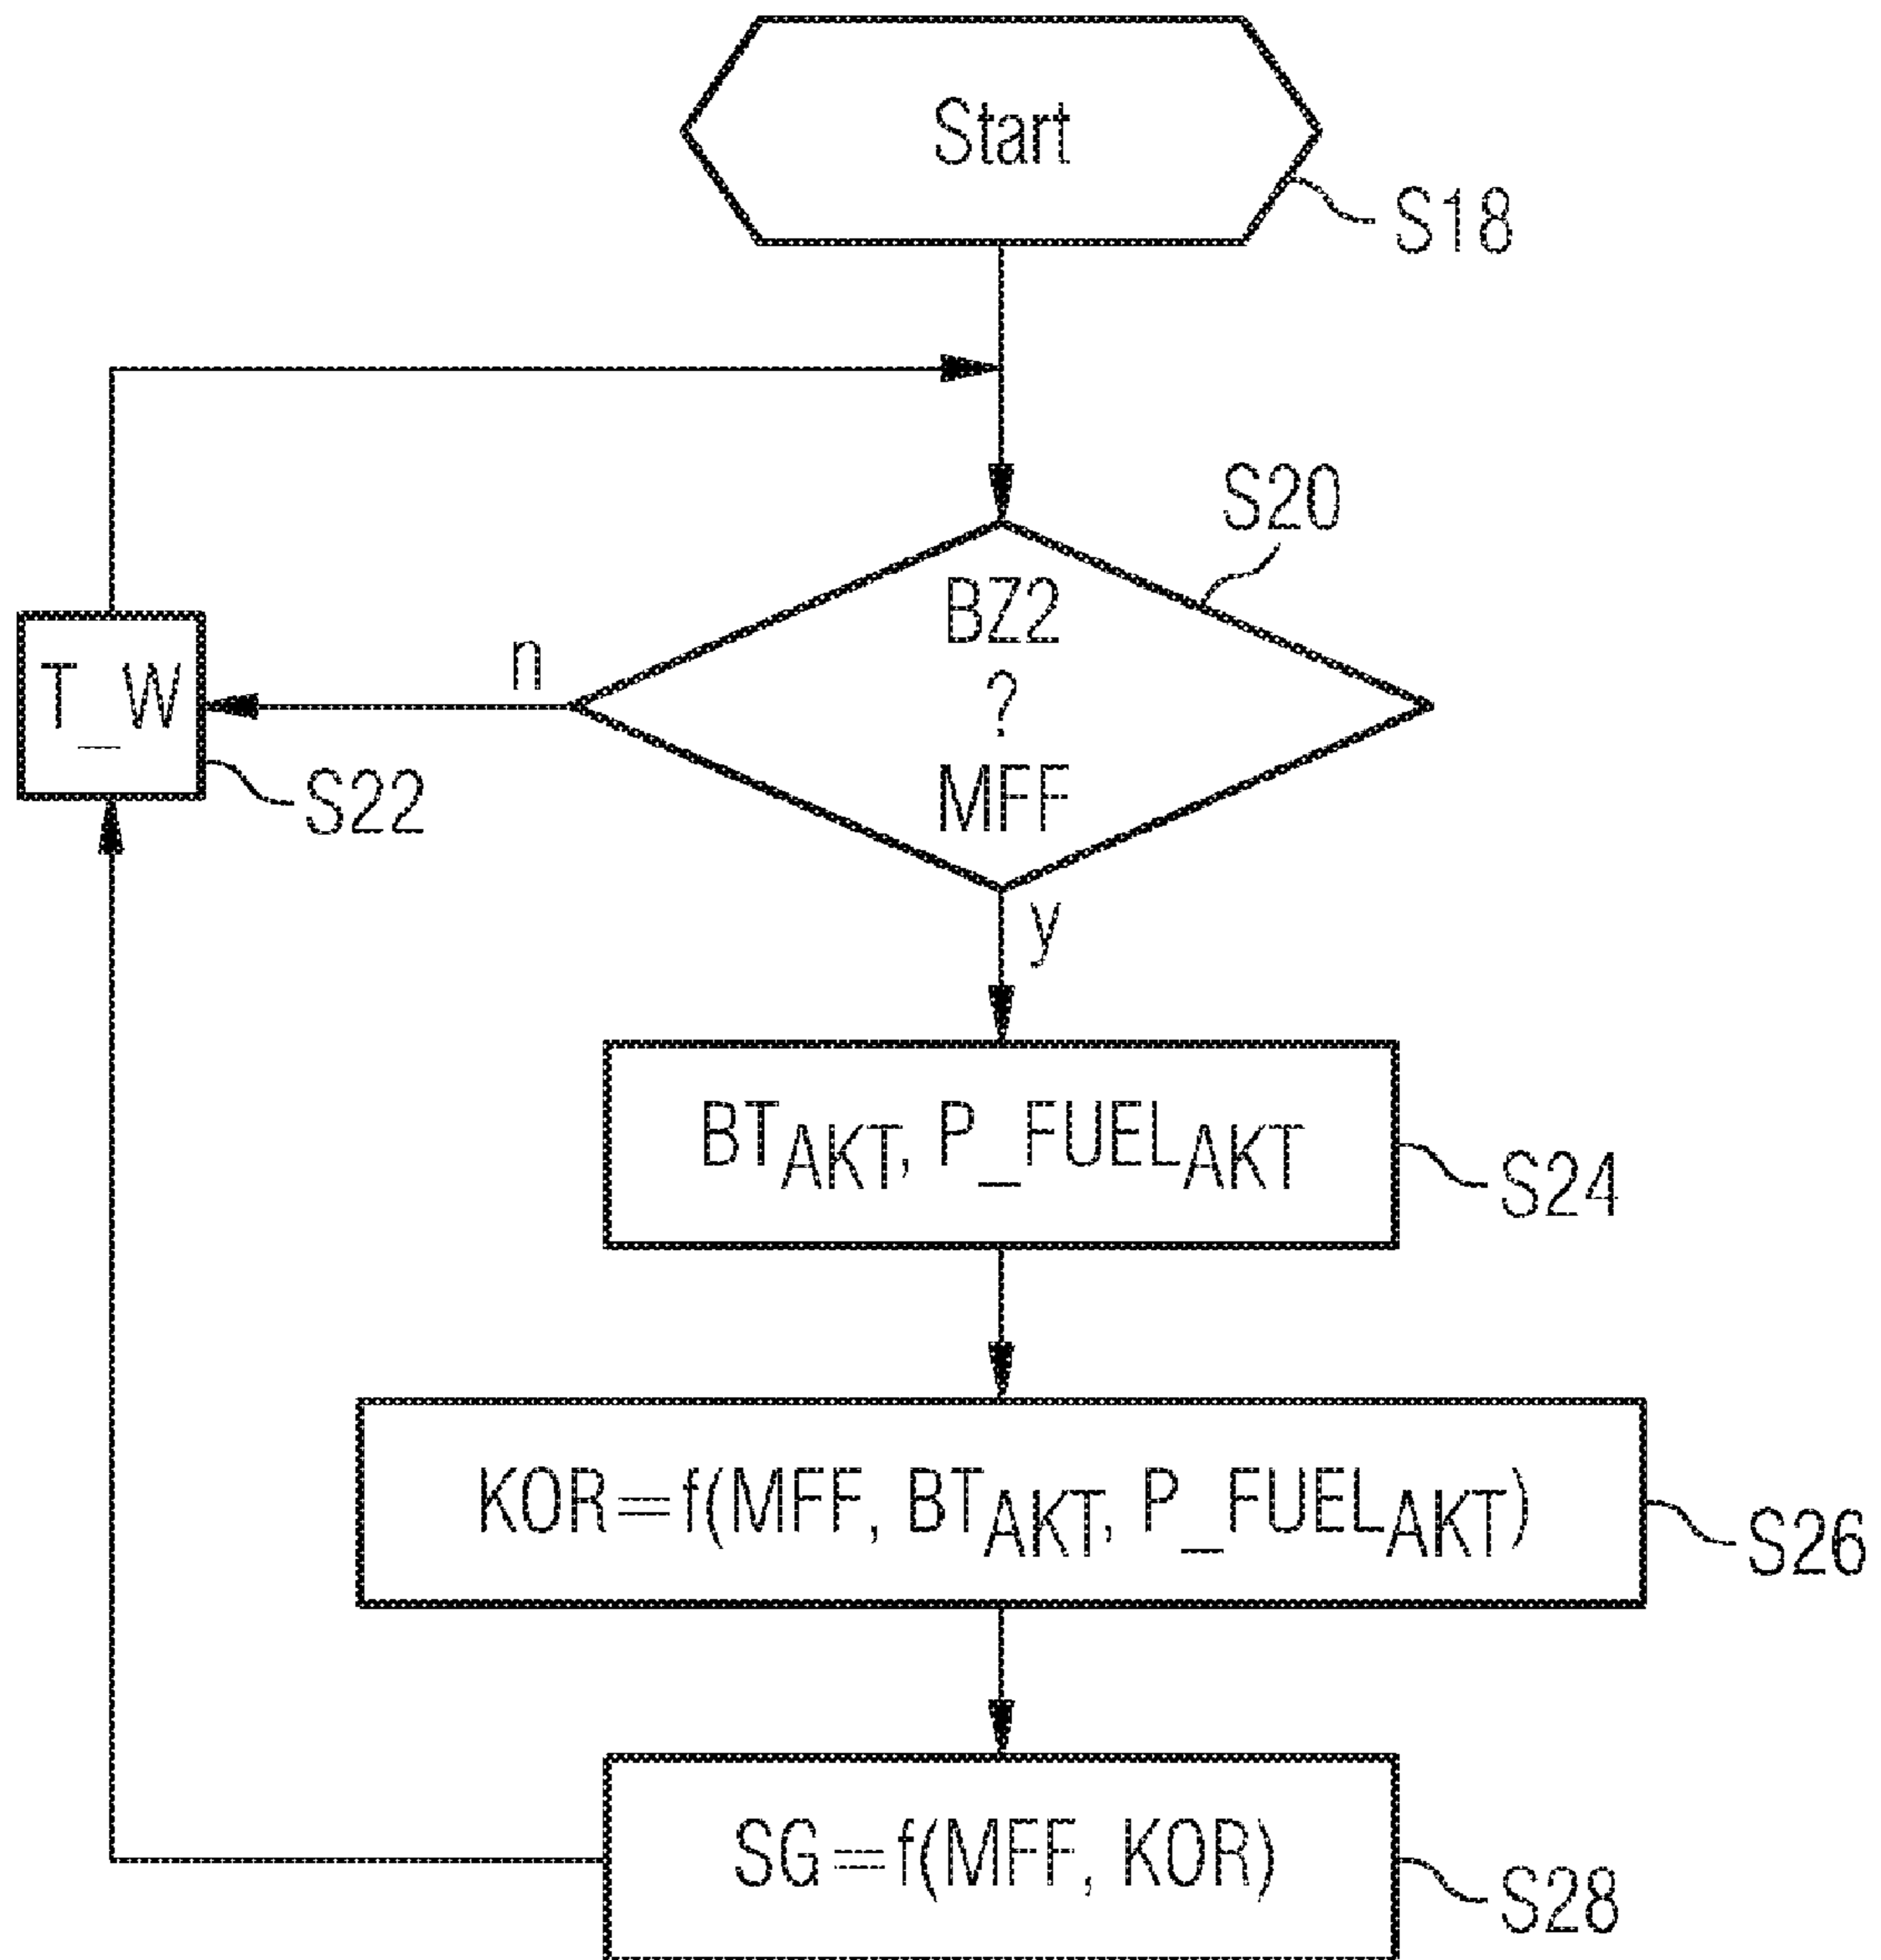 Start
S18
S20
BZ2
?
MFF
n
T_W
S22
y
BT_AKT, P_FUEL_AKT
S24
KOR=f(MFF, BT_AKT, P_FUEL_AKT)
S26
SG=f(MFF, KOR)
S28